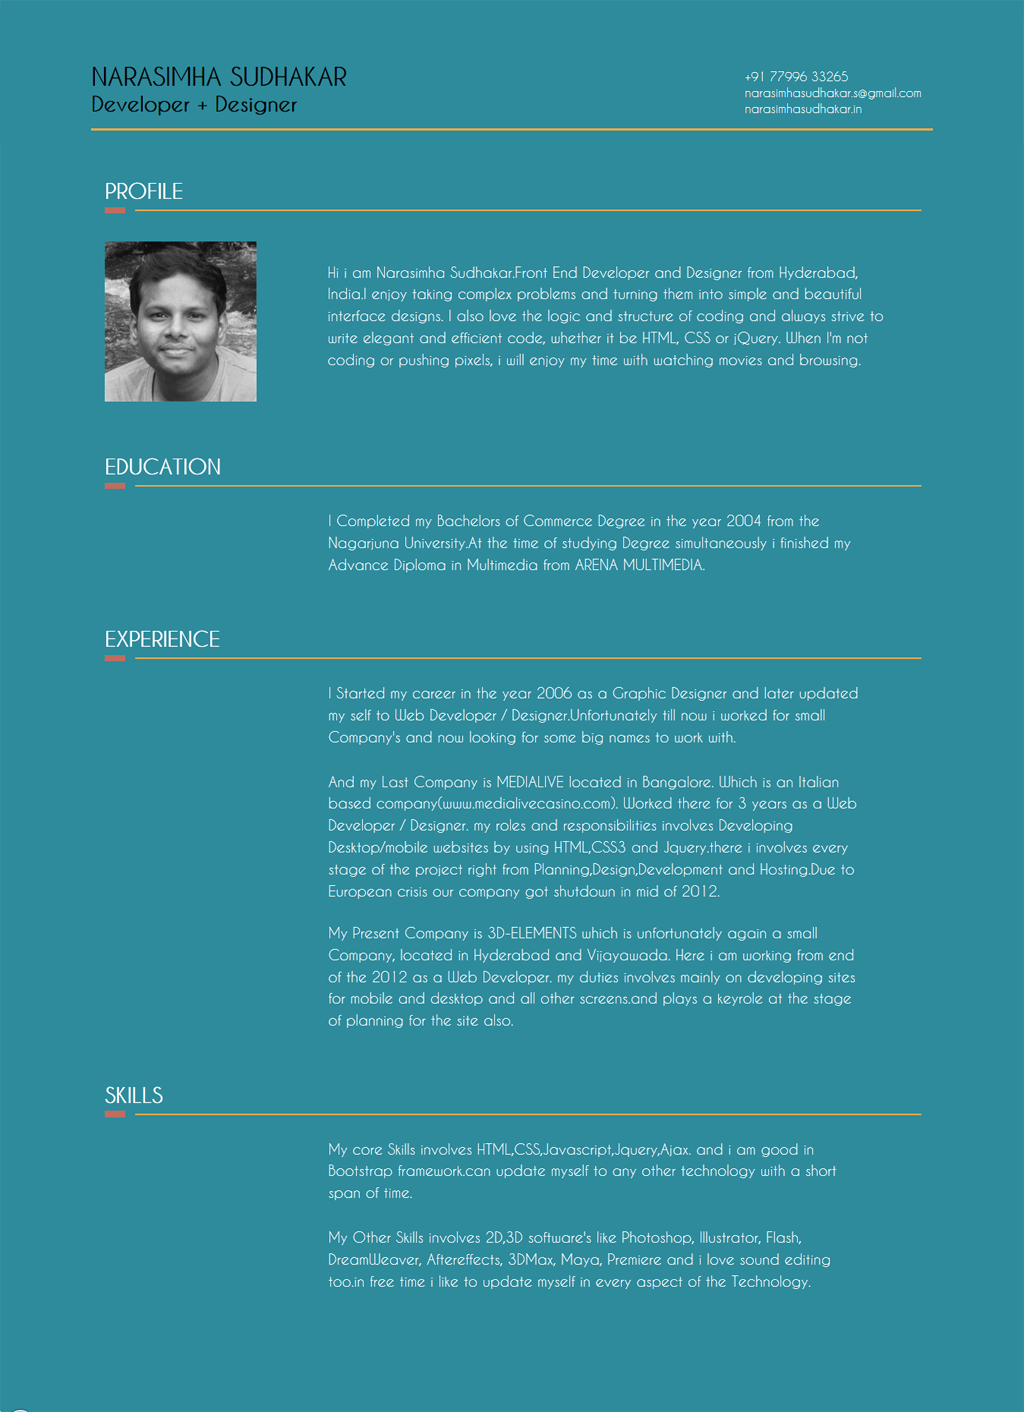 NARASIMHA SUDHAKAR
Developer + Designer
+91 77996 33265
narasimhasudhakar.s@gmail.com
narasimhasudhakar.in
PROFILE
Hi i am Narasimha Sudhakar.Front End Developer and Designer from Hyderabad,
India.I enjoy taking complex problems and turning them into simple and beautiful
interface designs. I also love the logic and structure of coding and always strive to
write elegant and efficient code, whether it be HTML, CSS or jQuery. When I'm not
coding or pushing pixels, i will enjoy my time with watching movies and browsing.
EDUCATION
I Completed my Bachelors of Commerce Degree in the year 2004 from the
Nagarjuna University.At the time of studying Degree simultaneously i finished my
Advance Diploma in Multimedia from ARENA MULTIMEDIA.
EXPERIENCE
I Started my career in the year 2006 as a Graphic Designer and later updated
my self to Web Developer / Designer.Unfortunately till now i worked for small
Company's and now looking for some big names to work with.
And my Last Company is MEDIALIVE located in Bangalore. Which is an Italian
based company(www.medialivecasino.com). Worked there for 3 years as a Web
Developer / Designer. my roles and responsibilities involves Developing
Desktop/mobile websites by using HTML,CSS3 and Jquery.there i involves every
stage of the project right from Planning,Design,Development and Hosting.Due to
European crisis our company got shutdown in mid of 2012.
My Present Company is 3D-ELEMENTS which is unfortunately again a small
Company, located in Hyderabad and Vijayawada. Here i am working from end
of the 2012 as a Web Developer. my duties involves mainly on developing sites
for mobile and desktop and all other screens.and plays a keyrole at the stage
of planning for the site also.
SKILLS
My core Skills involves HTML,CSS,Javascript,Jquery,Ajax. and i am good in
Bootstrap framework.can update myself to any other technology with a short
span of time.
My Other Skills involves 2D,3D software's like Photoshop, Illustrator, Flash,
DreamWeaver, Aftereffects, 3DMax, Maya, Premiere and i love sound editing
too.in free time i like to update myself in every aspect of the Technology.